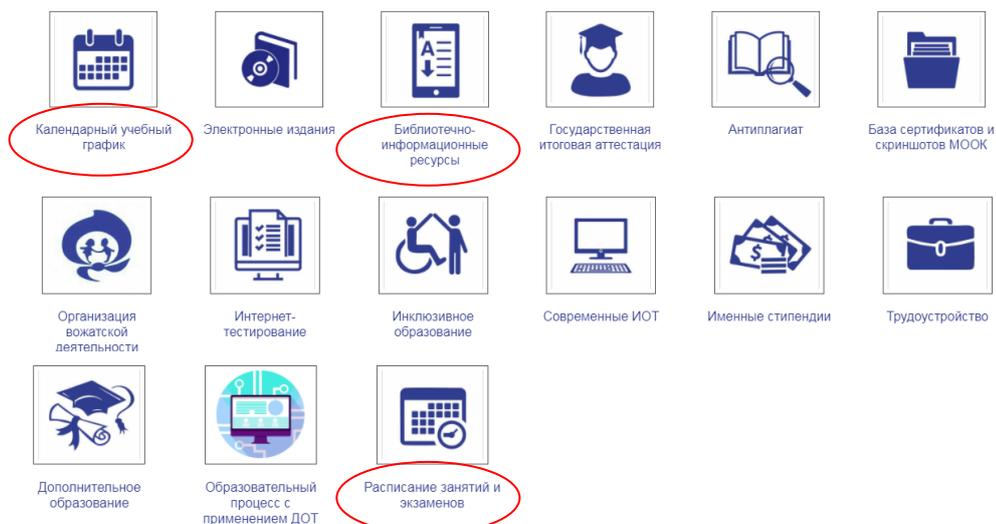 Календарный учебный
график
Электронные издания
Библиотечно-
информационные
ресурсы
Государственная
итоговая аттестация
Антиплагиат
База сертификатов и
скриншотов МООК
Организация
вожатской
деятельности
Интернет-
тестирование
Инклюзивное
образование
Современные ИОТ
Именные стипендии
Трудоустройство
Дополнительное
образование
Образовательный
процесс с
применением ДОТ
Расписание занятий и
экзаменов